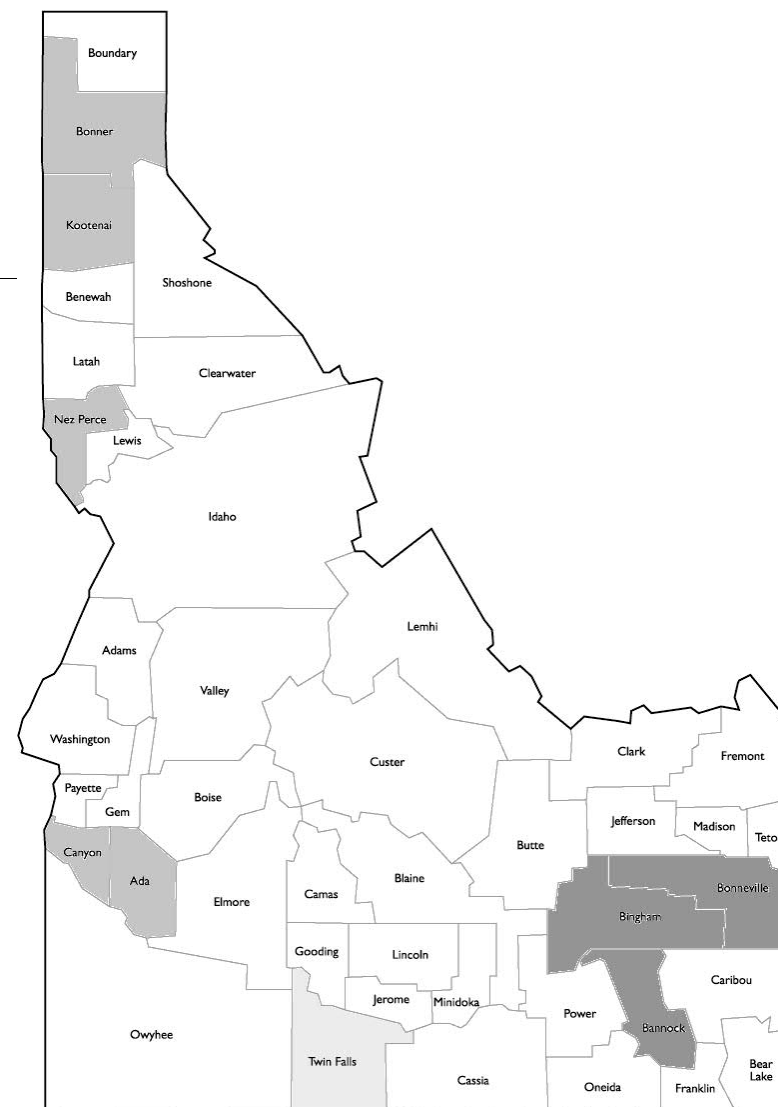 Boundary
Bonner
Kootenai
Shoshone
Benewah
Latah
Clearwater
Nez Perce
Lewis
Idaho
Lemhi
Adams
Valley
Washington
Clark
Fremont
Custer
Payette
Boise
Gem
Jefferson
Madison
Teto
Butte
Canyon
Ada
Blaine
Bonneville
Camas
Elmore
Bingham
Gooding
Lincoln
Caribou
Jerome
Minidoka
Power
Bannock
Owyhee
Twin Falls
Bear
Lake
Cassia
Oneida
Franklin